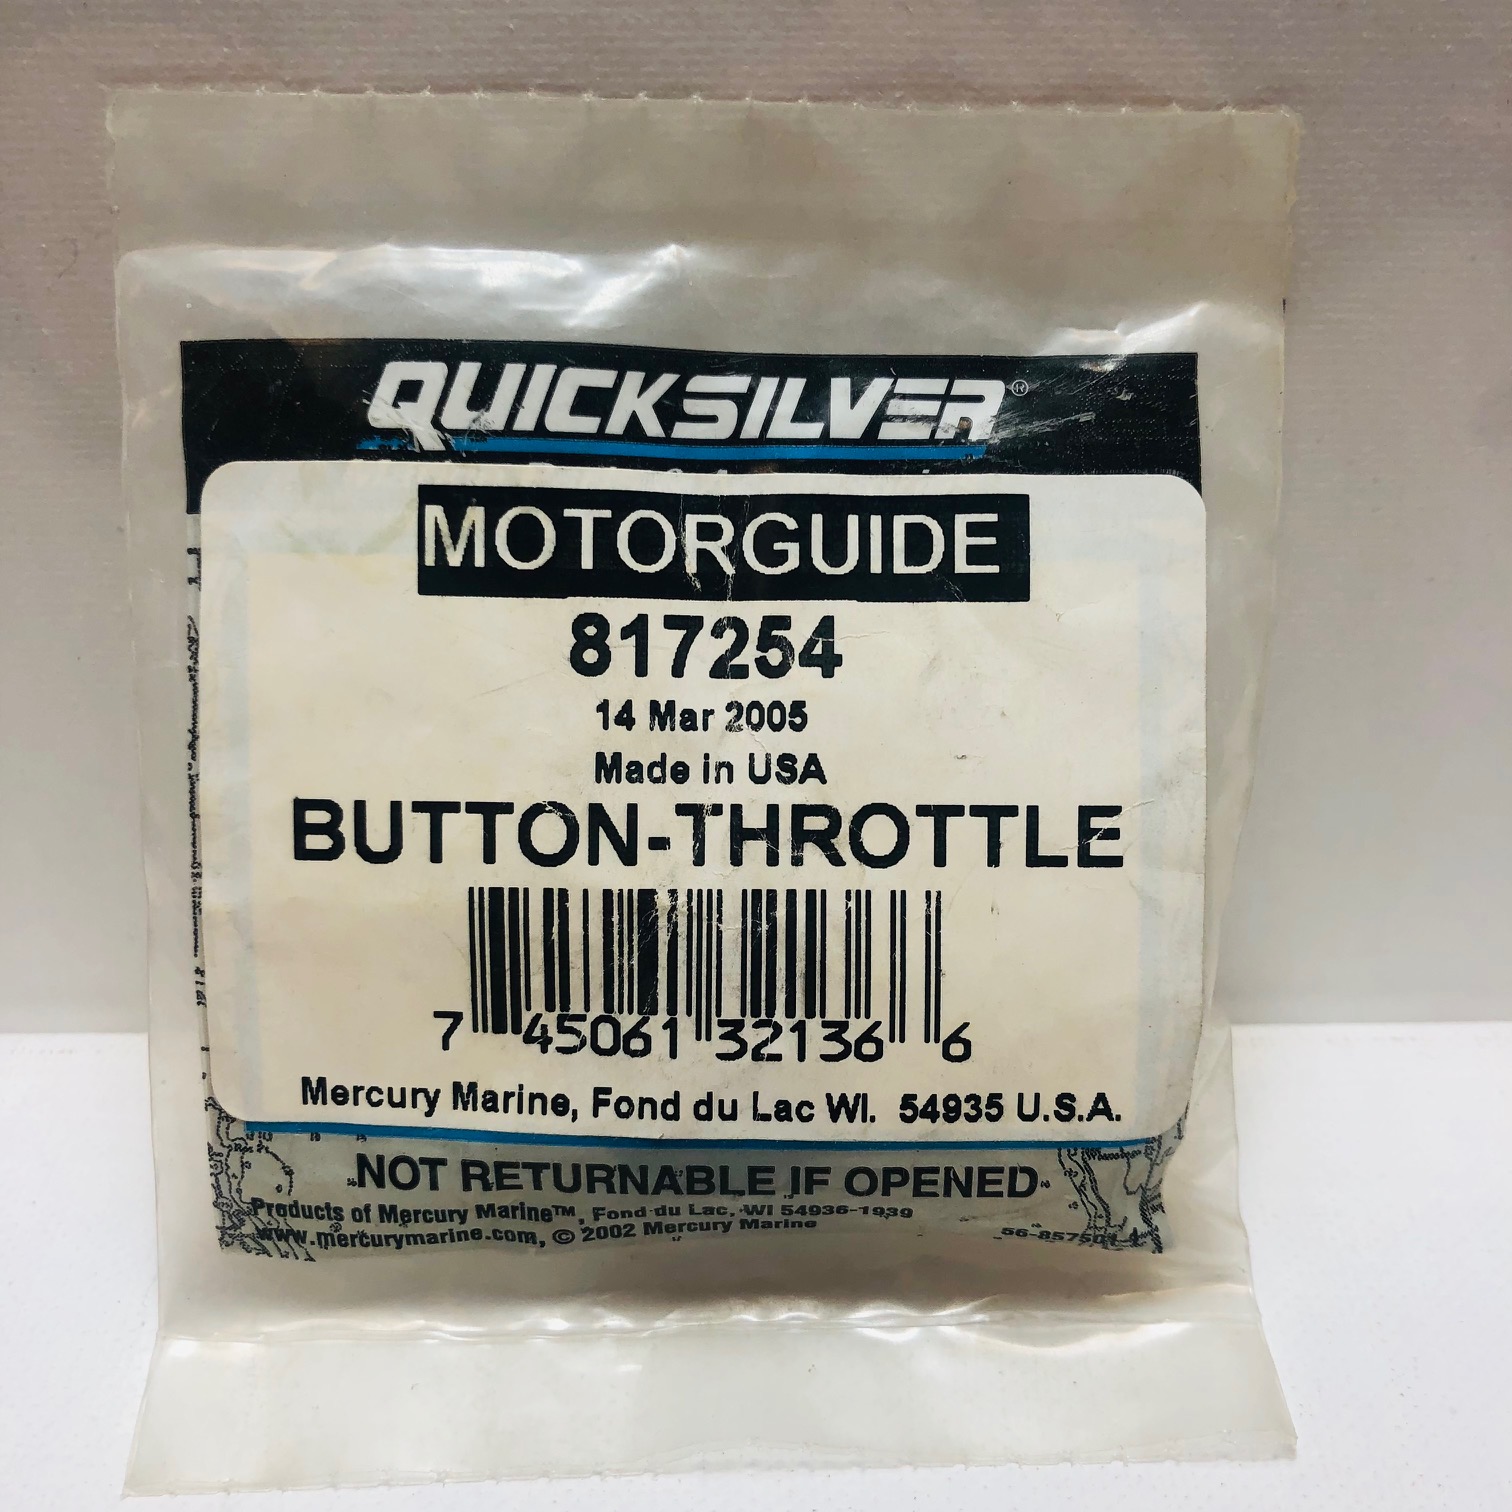 QUICKSILVER®
MOTORGUIDE
817254
14 Mar 2005
Made in USA
BUTTON-THROTTLE
7 45061 32136 6
Mercury Marine, Fond du Lac WI. 54935 U.S.A.
NOT RETURNABLE IF OPENED
Products of Mercury Marine™, Fond du Lac, WI 54936-1939
www.mercurymarine.com, © 2002 Mercury Marine